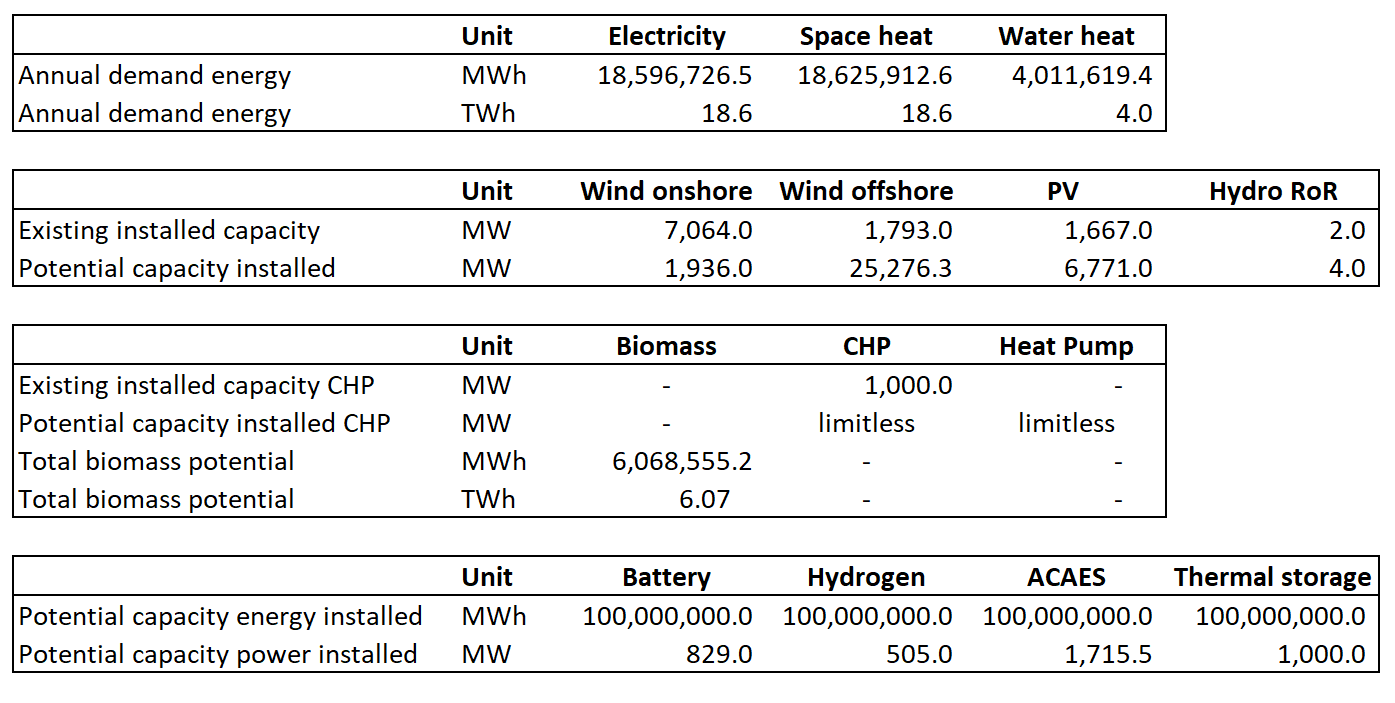 Unit Electricity Space heat Water heat
Annual demand energy MWh 18,596,726.5 18,625,912.6 4,011,619.4
Annual demand energy TWh 18.6 18.6 4.0
Unit Wind onshore Wind offshore PV Hydro RoR
Existing installed capacity MW 7,064.0 1,793.0 1,667.0 2.0
Potential capacity installed MW 1,936.0 25,276.3 6,771.0 4.0
Unit Biomass CHP Heat Pump
Existing installed capacity CHP MW - 1,000.0 -
Potential capacity installed CHP MW - limitless limitless
Total biomass potential MWh 6,068,555.2 - -
Total biomass potential TWh 6.07 - -
Unit Battery Hydrogen ACAES Thermal storage
Potential capacity energy installed MWh 100,000,000.0 100,000,000.0 100,000,000.0 100,000,000.0
Potential capacity power installed MW 829.0 505.0 1,715.5 1,000.0